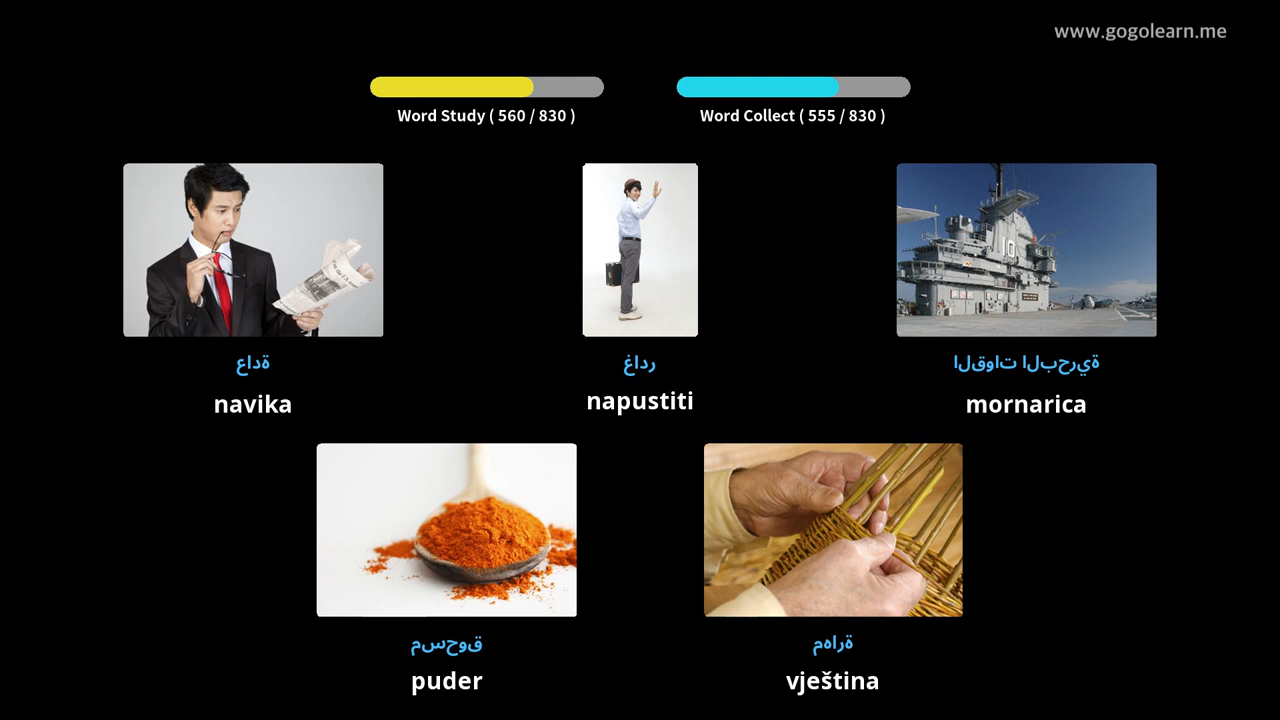 www.gogolearn.me
Word Study ( 560 / 830 )
Word Collect ( 555 / 830 )
عادة
navika
غادر
napustiti
القوات البحرية
mornarica
مسحوق
puder
مهارة
vještina